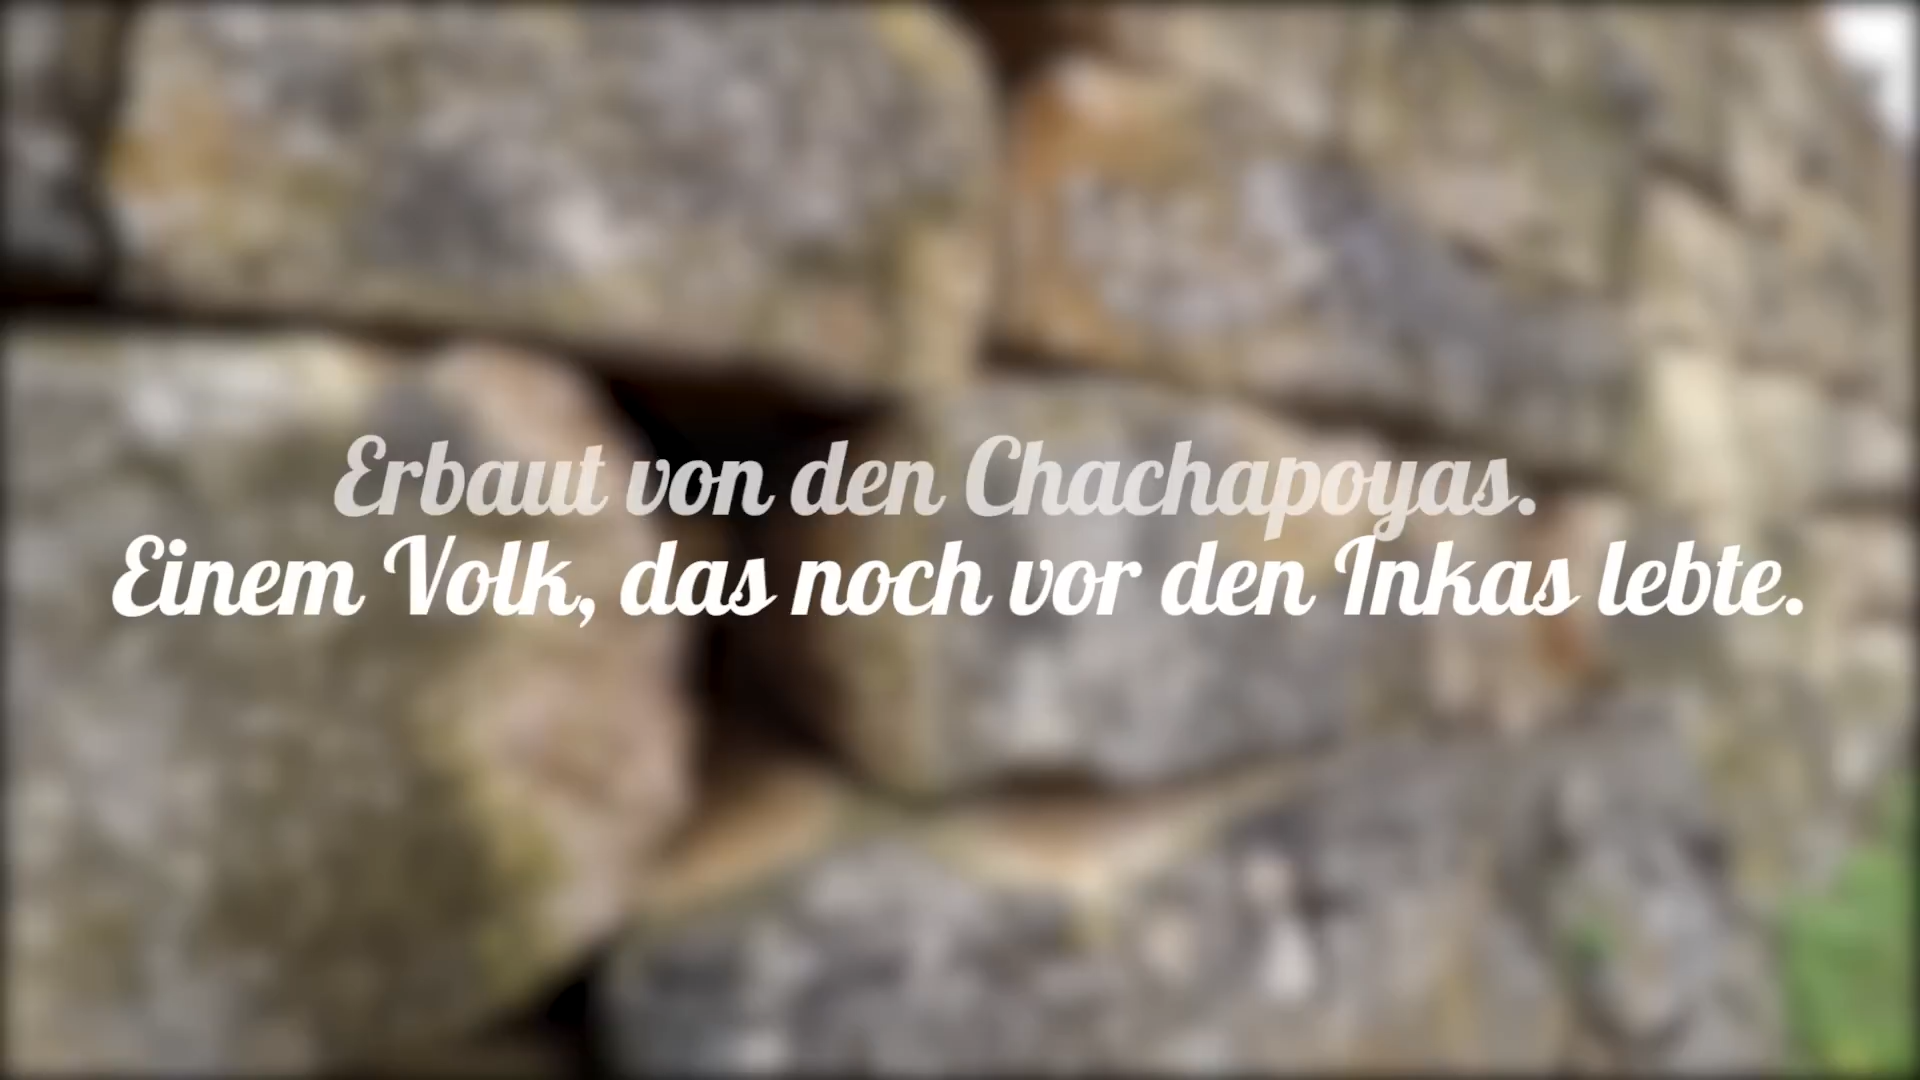 Erbaut von den Chachapoyas.
Einem Volk, das noch vor den Inkas lebte.